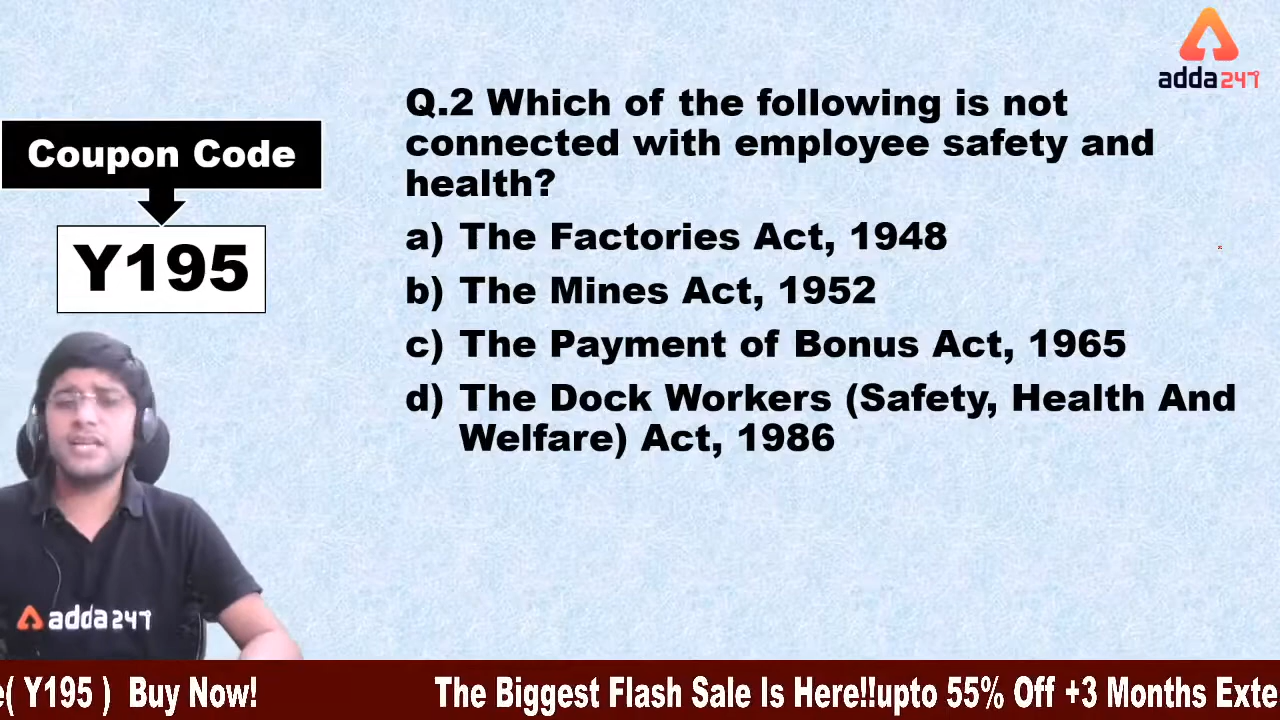 adda247
Q.2 Which of the following is not
connected with employee safety and
health?
a) The Factories Act, 1948
b) The Mines Act, 1952
c) The Payment of Bonus Act, 1965
d) The Dock Workers (Safety, Health And
Welfare) Act, 1986
Coupon Code
Y195
adda247
e( Y195 ) Buy Now! The Biggest Flash Sale Is Here!!upto 55% Off +3 Months Exte